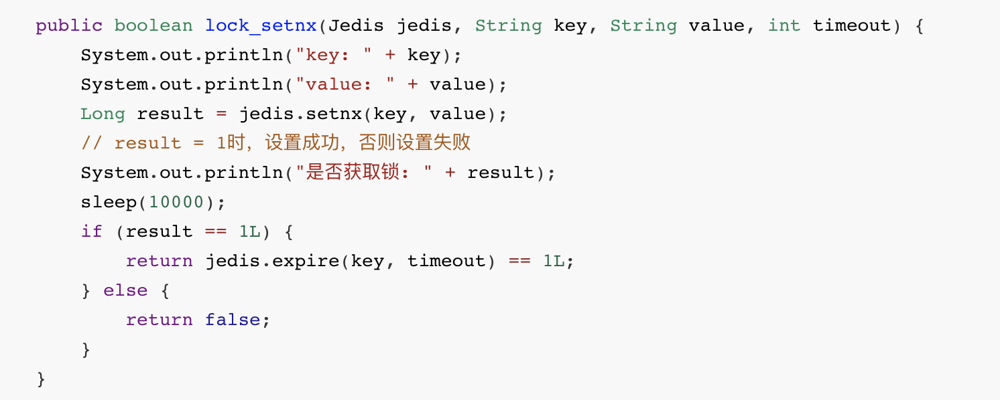 public boolean lock_setnx(Jedis jedis, String key, String value, int timeout) {
    System.out.println("key: " + key);
    System.out.println("value: " + value);
    Long result = jedis.setnx(key, value);
    // result = 1时，设置成功，否则设置失败
    System.out.println("是否获取锁: " + result);
    sleep(10000);
    if (result == 1L) {
        return jedis.expire(key, timeout) == 1L;
    } else {
        return false;
    }
}